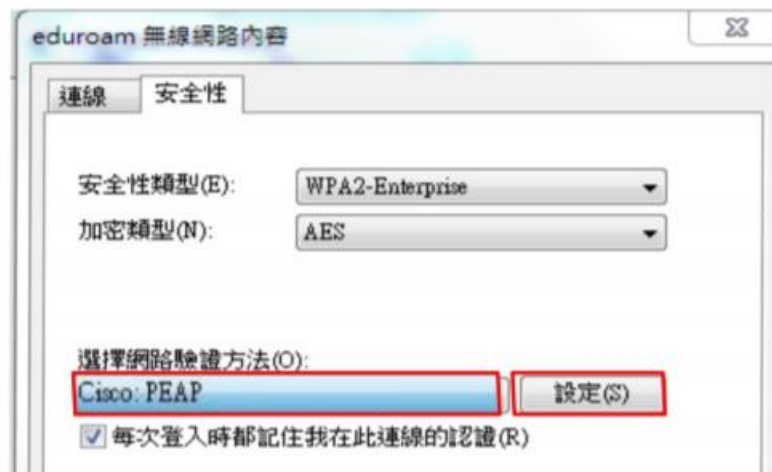 eduroam 無線網路內容
連線 安全性
安全性類型(E): WPA2-Enterprise
加密類型(N): AES
選擇網路驗證方法(O):
Cisco: PEAP 設定(S)
每次登入時都記住我在此連線的認證(R)